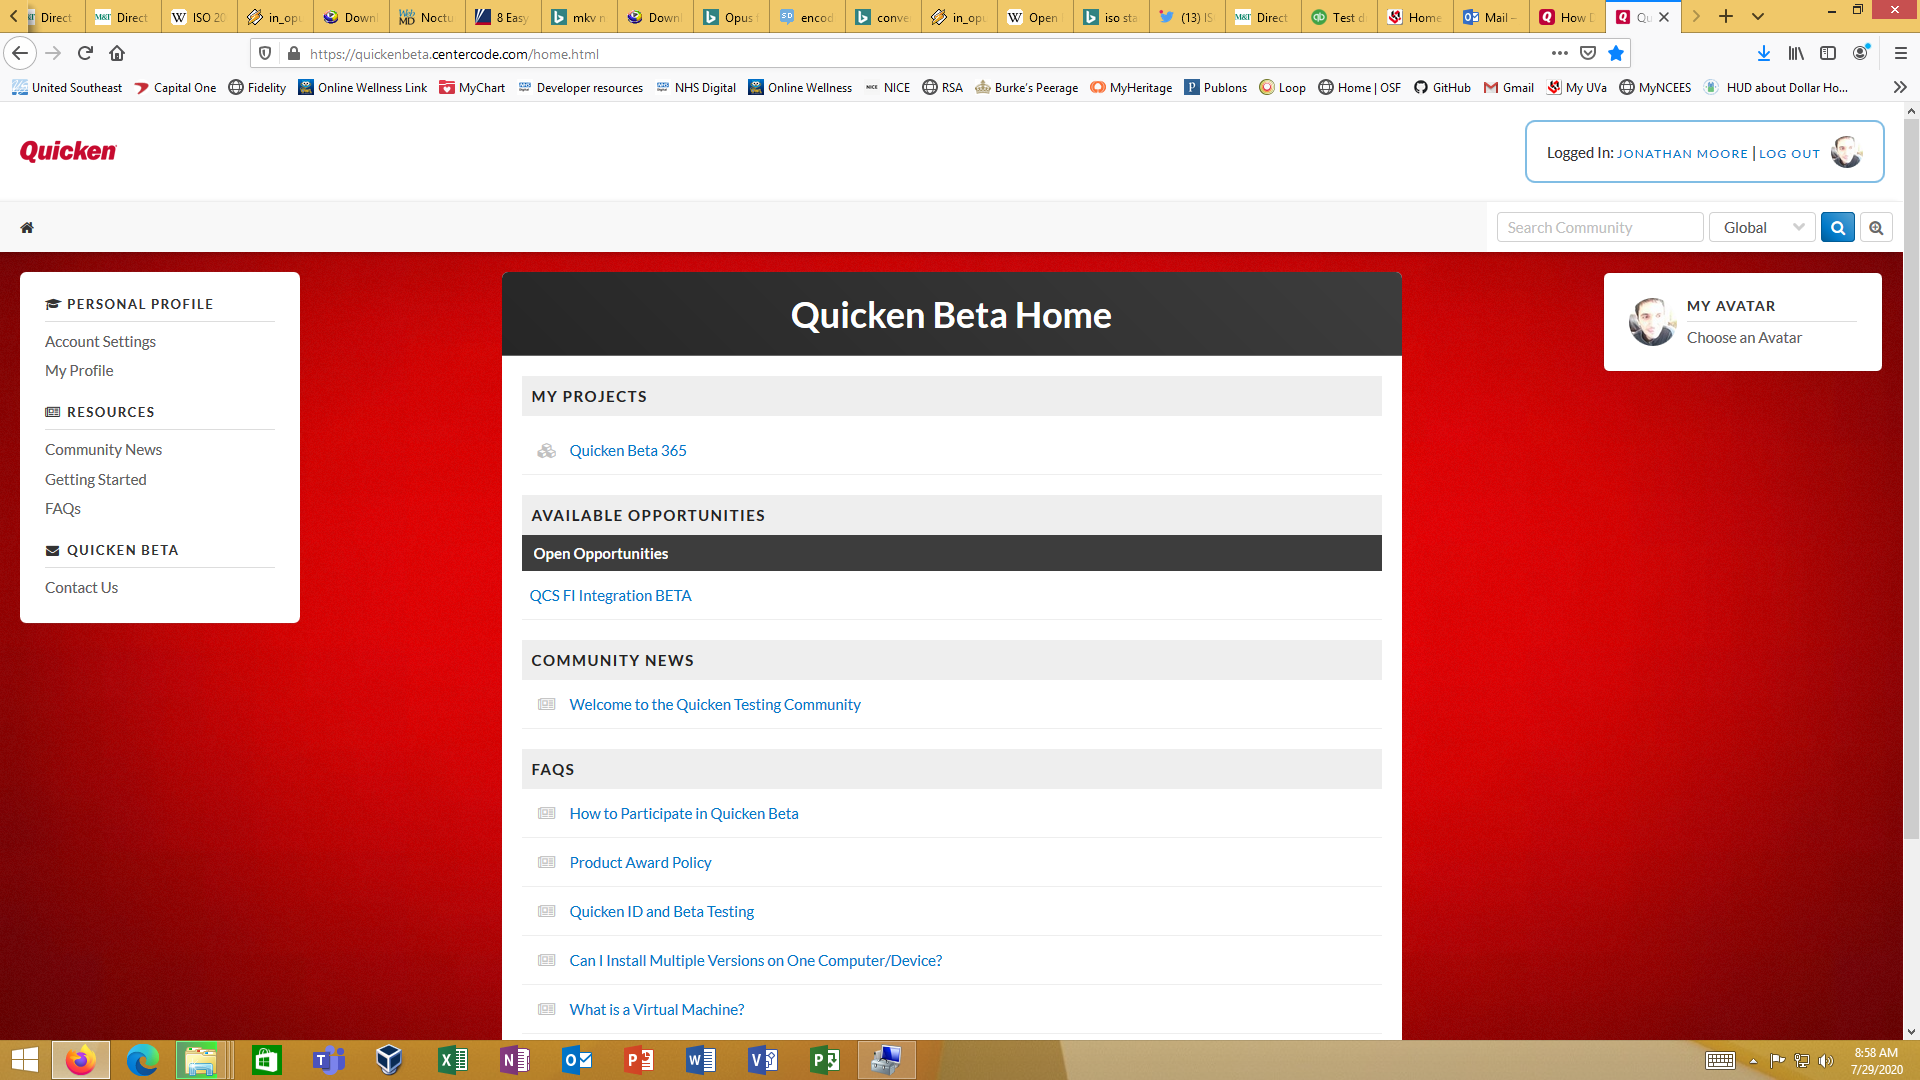 Direct
Direct
ISO 20
in_opu
Downl
Noctu
8 Easy
mkv n
Downl
Opus f
encod
conver
in_opu
Open
iso sta
(13) IS
Direct
Test d
Home
Mail –
How D
Qu
https://quickenbeta.centercode.com/home.html
United Southeast
Capital One
Fidelity
Online Wellness Link
MyChart
Developer resources
NHS Digital
Online Wellness
NICE
RSA
Burke's Peerage
MyHeritage
Publons
Loop
Home | OSF
GitHub
Gmail
My UVa
MyNCEES
HUD about Dollar Ho...
Quicken
Logged In: JONATHAN MOORE | LOG OUT
Search Community
Global
PERSONAL PROFILE
Account Settings
My Profile
RESOURCES
Community News
Getting Started
FAQs
QUICKEN BETA
Contact Us
Quicken Beta Home
MY PROJECTS
Quicken Beta 365
AVAILABLE OPPORTUNITIES
Open Opportunities
QCS FI Integration BETA
COMMUNITY NEWS
Welcome to the Quicken Testing Community
FAQS
How to Participate in Quicken Beta
Product Award Policy
Quicken ID and Beta Testing
Can I Install Multiple Versions on One Computer/Device?
What is a Virtual Machine?
MY AVATAR
Choose an Avatar
8:58 AM
7/29/2020